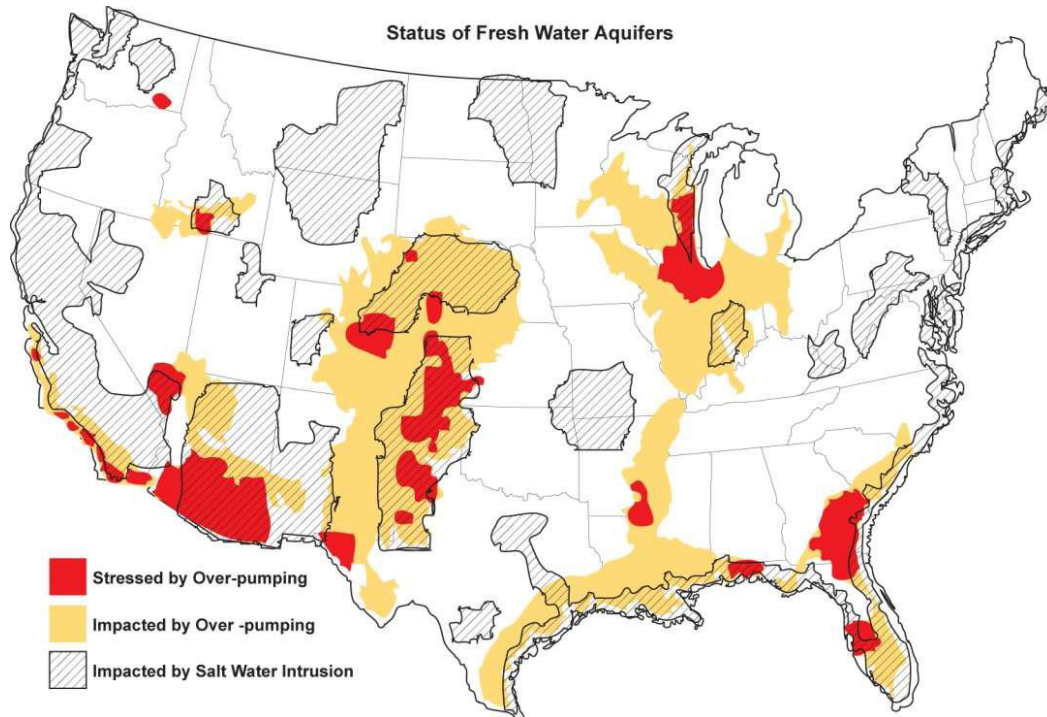 Status of Fresh Water Aquifers
Stressed by Over-pumping
Impacted by Over -pumping
Impacted by Salt Water Intrusion